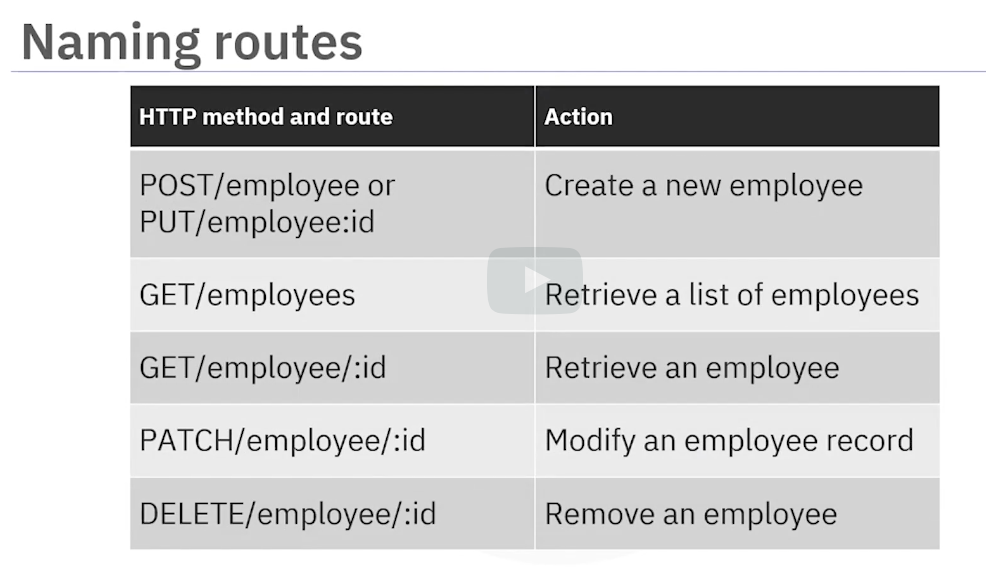 Naming routes
HTTP method and route
Action
POST/employee or
PUT/employee:id
Create a new employee
GET/employees
Retrieve a list of employees
GET/employee/:id
Retrieve an employee
PATCH/employee/:id
Modify an employee record
DELETE/employee/:id
Remove an employee